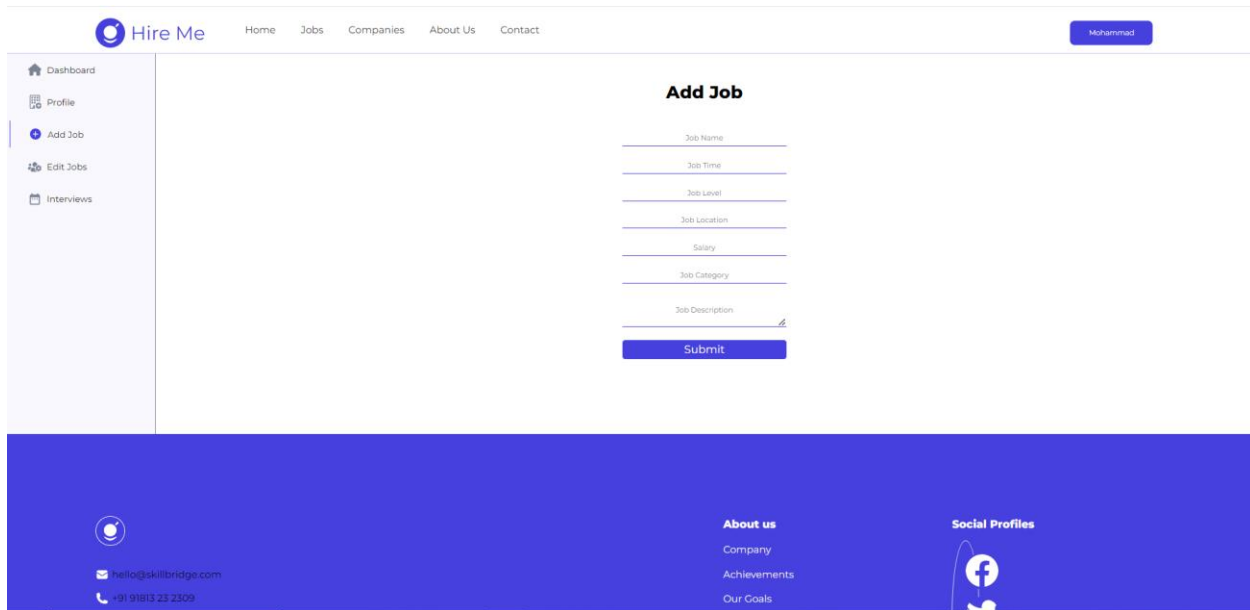 Hire Me
Home Jobs Companies About Us Contact
Mohammad
Dashboard
Profile
Add Job
Edit Jobs
Interviews
Add Job
Job Name
Job Time
Job Level
Job Location
Salary
Job Category
Job Description
Submit
hello@skillbridge.com
+91 91813 23 2309
About us
Company
Achievements
Our Goals
Social Profiles